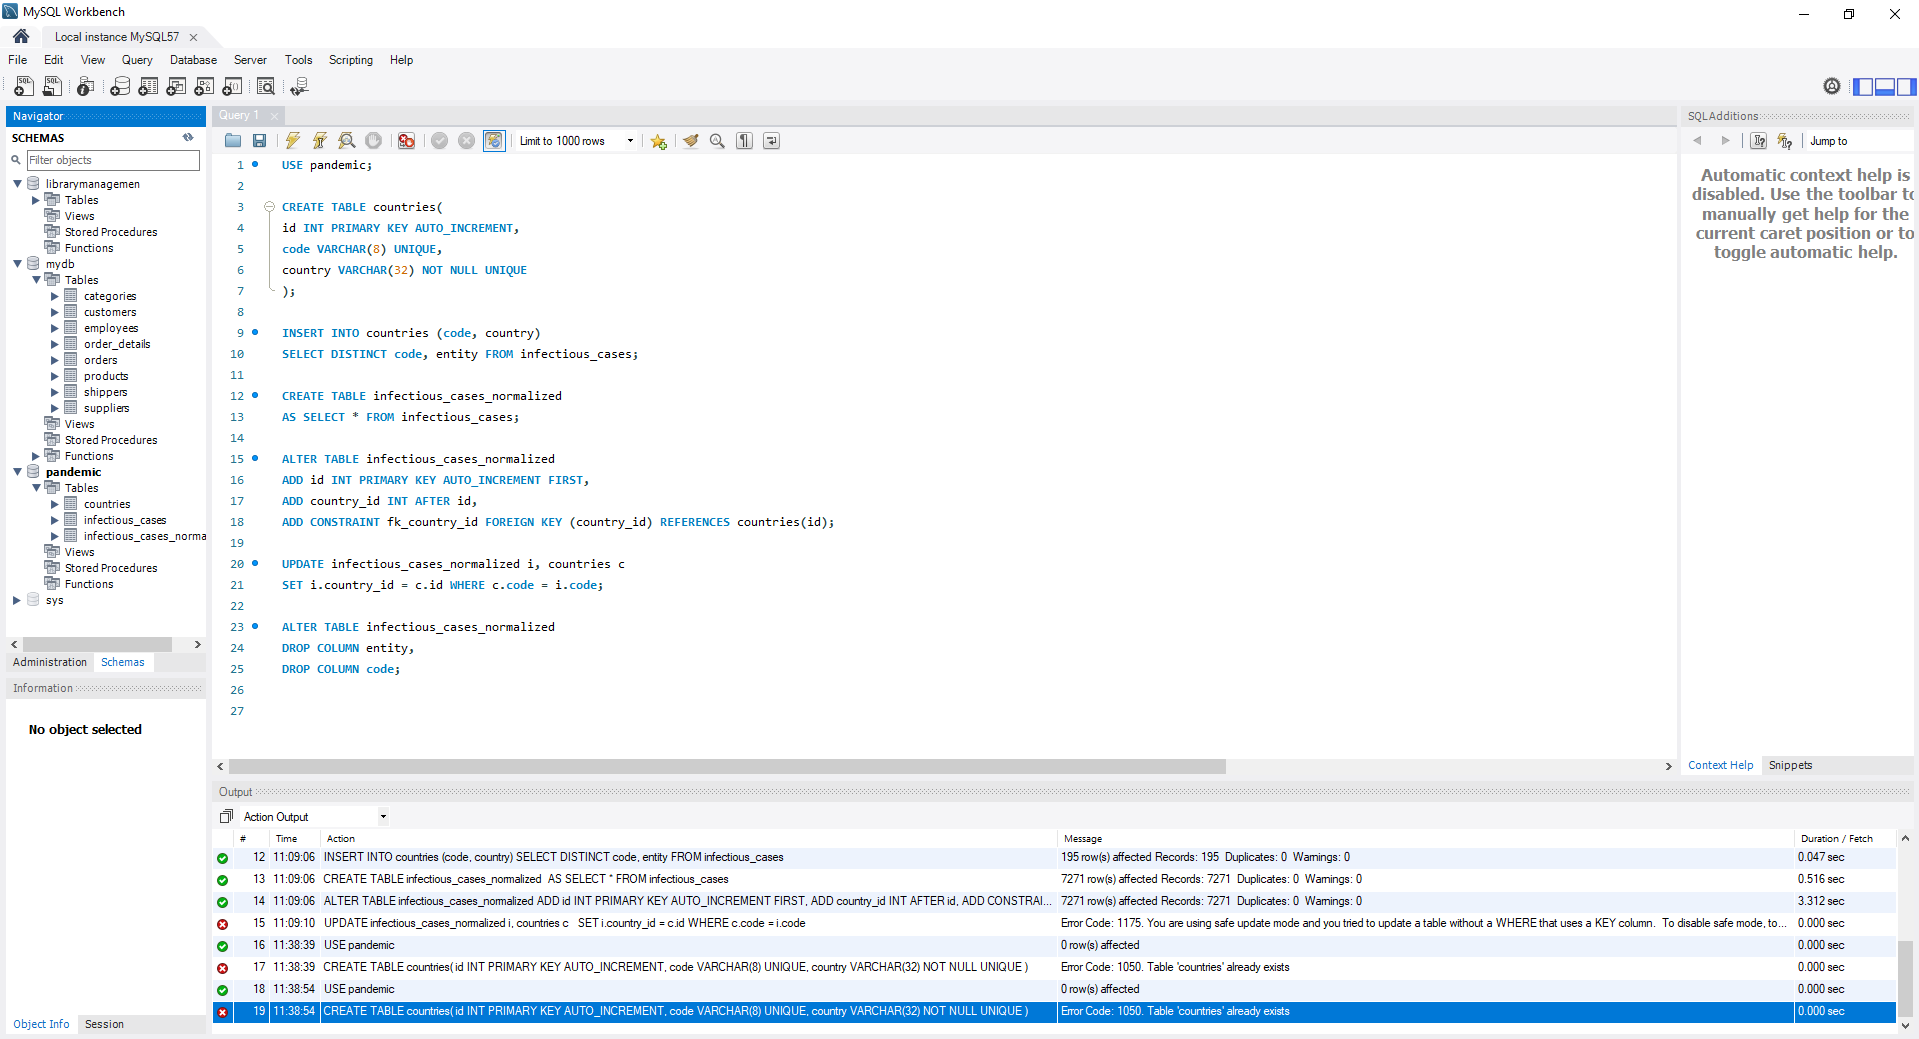 MySQL Workbench
Local instance MySQL57
File Edit View Query Database Server Tools Scripting Help
Navigator
SCHEMAS
Filter objects
librarymanagemen
Tables
Views
Stored Procedures
Functions
mydb
Tables
categories
customers
employees
order_details
orders
products
shippers
suppliers
Views
Stored Procedures
Functions
pandemic
Tables
countries
infectious_cases
infectious_cases_norma
Views
Stored Procedures
Functions
sys
Administration Schemas
Information
No object selected
Object Info Session
Query 1
Limit to 1000 rows
1 USE pandemic;
2
3 CREATE TABLE countries(
4 id INT PRIMARY KEY AUTO_INCREMENT,
5 code VARCHAR(8) UNIQUE,
6 country VARCHAR(32) NOT NULL UNIQUE
7 );
8
9 INSERT INTO countries (code, country)
10 SELECT DISTINCT code, entity FROM infectious_cases;
11
12 CREATE TABLE infectious_cases_normalized
13 AS SELECT * FROM infectious_cases;
14
15 ALTER TABLE infectious_cases_normalized
16 ADD id INT PRIMARY KEY AUTO_INCREMENT FIRST,
17 ADD country_id INT AFTER id,
18 ADD CONSTRAINT fk_country_id FOREIGN KEY (country_id) REFERENCES countries(id);
19
20 UPDATE infectious_cases_normalized i, countries c
21 SET i.country_id = c.id WHERE c.code = i.code;
22
23 ALTER TABLE infectious_cases_normalized
24 DROP COLUMN entity,
25 DROP COLUMN code;
26
27
SQL Additions
Jump to
Automatic context help is
disabled. Use the toolbar to
manually get help for the
current caret position or to
toggle automatic help.
Context Help Snippets
Output
Action Output
# Time Action Message Duration / Fetch
12 11:09:06 INSERT INTO countries (code, country) SELECT DISTINCT code, entity FROM infectious_cases 195 row(s) affected Records: 195 Duplicates: 0 Warnings: 0 0.047 sec
13 11:09:06 CREATE TABLE infectious_cases_normalized AS SELECT * FROM infectious_cases 7271 row(s) affected Records: 7271 Duplicates: 0 Warnings: 0 0.516 sec
14 11:09:06 ALTER TABLE infectious_cases_normalized ADD id INT PRIMARY KEY AUTO_INCREMENT FIRST, ADD country_id INT AFTER id, ADD CONSTRAI... 7271 row(s) affected Records: 7271 Duplicates: 0 Warnings: 0 3.312 sec
15 11:09:10 UPDATE infectious_cases_normalized i, countries c SET i.country_id = c.id WHERE c.code = i.code Error Code: 1175. You are using safe update mode and you tried to update a table without a WHERE that uses a KEY column. To disable safe mode, to... 0.000 sec
16 11:38:39 USE pandemic 0 row(s) affected 0.000 sec
17 11:38:39 CREATE TABLE countries( id INT PRIMARY KEY AUTO_INCREMENT, code VARCHAR(8) UNIQUE, country VARCHAR(32) NOT NULL UNIQUE ) Error Code: 1050. Table 'countries' already exists 0.000 sec
18 11:38:54 USE pandemic 0 row(s) affected 0.000 sec
19 11:38:54 CREATE TABLE countries( id INT PRIMARY KEY AUTO_INCREMENT, code VARCHAR(8) UNIQUE, country VARCHAR(32) NOT NULL UNIQUE ) Error Code: 1050. Table 'countries' already exists 0.000 sec